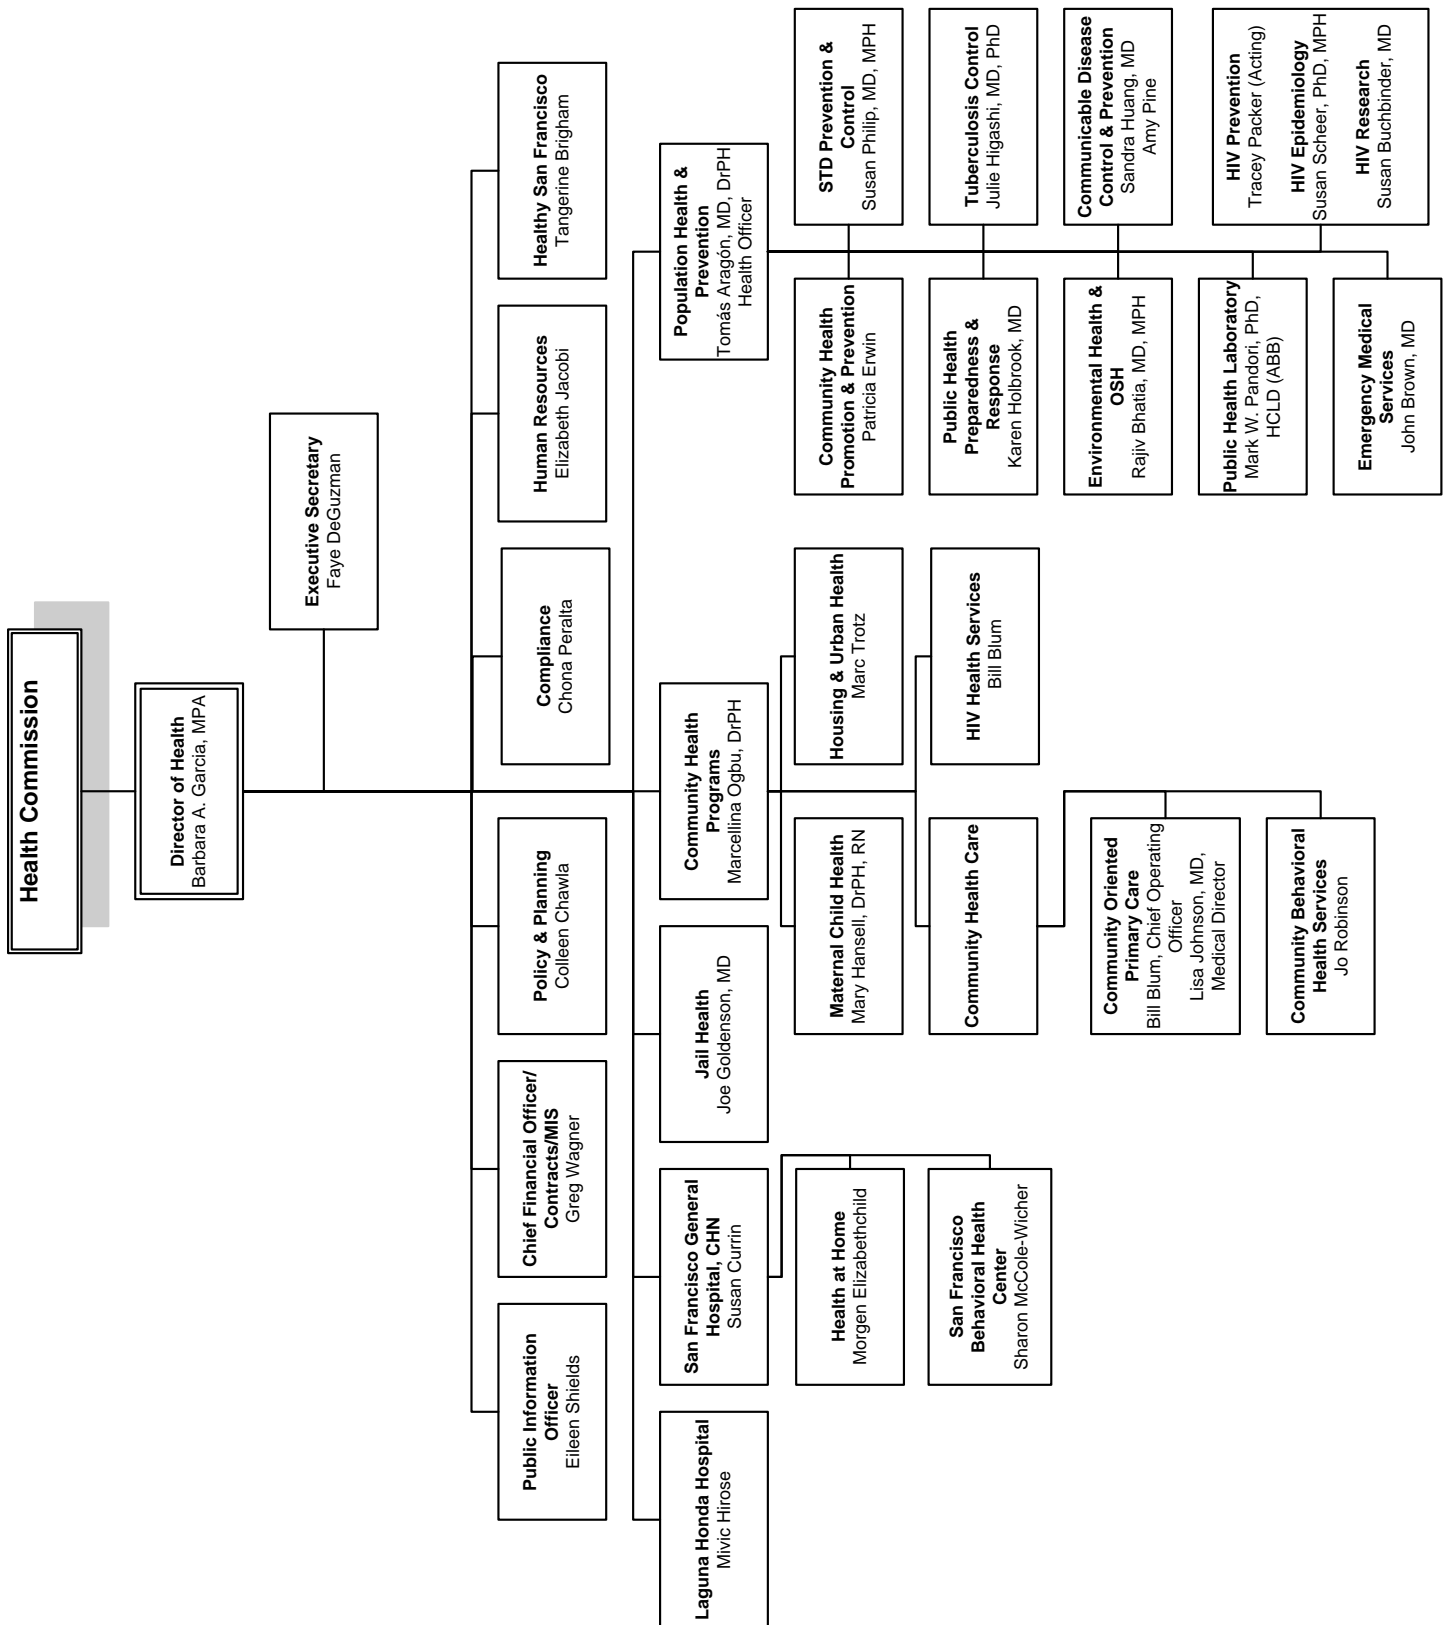 Health Commission
Director of Health
Barbara A. Garcia, MPA
Executive Secretary
Faye DeGuzman
Public Information
Officer
Eileen Shields
Chief Financial Officer/
Contracts/MIS
Greg Wagner
Policy & Planning
Colleen Chawla
Compliance
Chona Peralta
Human Resources
Elizabeth Jacobi
Healthy San Francisco
Tangerine Brigham
Laguna Honda Hospital
Mivic Hirose
San Francisco General
Hospital, CHN
Susan Currin
Jail Health
Joe Goldenson, MD
Community Health
Programs
Marcellina Ogbu, DrPH
Population Health &
Prevention
Tomás Aragón, MD, DrPH
Health Officer
Health at Home
Morgen Elizabethchild
San Francisco
Behavioral Health
Center
Sharon McCole-Wicher
Maternal Child Health
Mary Hansell, DrPH, RN
Housing & Urban Health
Marc Trotz
Community Health Care
HIV Health Services
Bill Blum
Community Oriented
Primary Care
Bill Blum, Chief Operating
Officer
Lisa Johnson, MD,
Medical Director
Community Behavioral
Health Services
Jo Robinson
Community Health
Promotion & Prevention
Patricia Erwin
STD Prevention &
Control
Susan Philip, MD, MPH
Public Health
Preparedness &
Response
Karen Holbrook, MD
Tuberculosis Control
Julie Higashi, MD, PhD
Environmental Health &
OSH
Rajiv Bhatia, MD, MPH
Communicable Disease
Control & Prevention
Sandra Huang, MD
Amy Pine
Public Health Laboratory
Mark W. Pandori, PhD,
HCLD (ABB)
HIV Prevention
Tracey Packer (Acting)
HIV Epidemiology
Susan Scheer, PhD, MPH
HIV Research
Susan Buchbinder, MD
Emergency Medical
Services
John Brown, MD